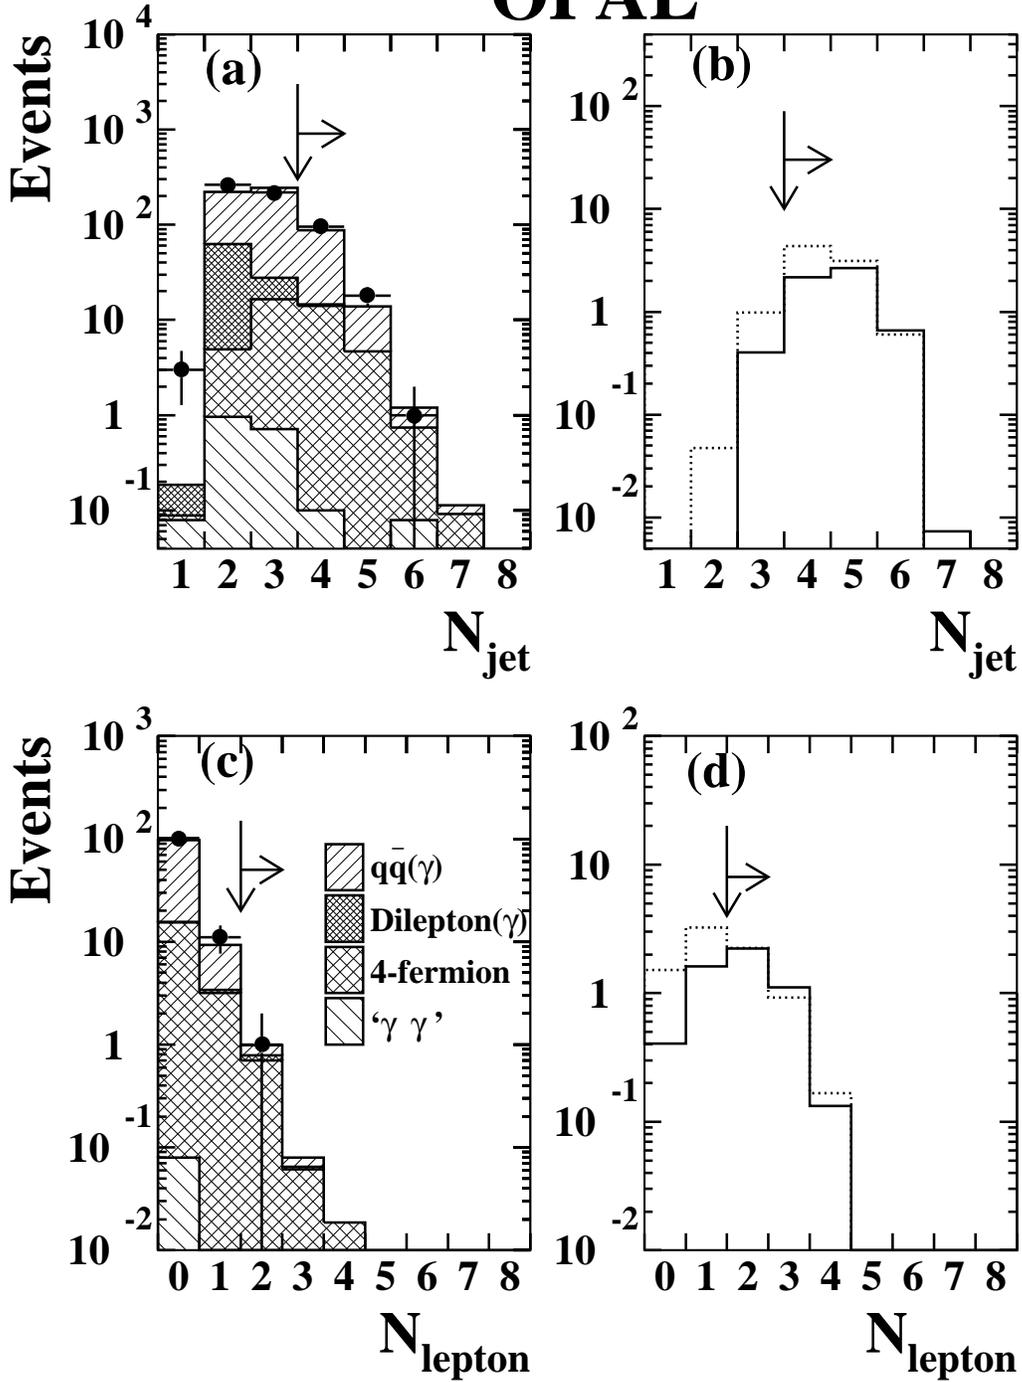 OPAL
Events
10 4
10 3
10 2
10
1
10 -1
(a)
1 2 3 4 5 6 7 8
N jet
10 2
10
1
10 -1
10 -2
(b)
1 2 3 4 5 6 7 8
N jet
Events
10 3
10 2
10
1
10 -1
10 -2
(c)
qq̄(γ)
Dilepton(γ)
4-fermion
‘γ γ’
0 1 2 3 4 5 6 7 8
N lepton
10 2
10
1
10 -1
10 -2
(d)
0 1 2 3 4 5 6 7 8
N lepton